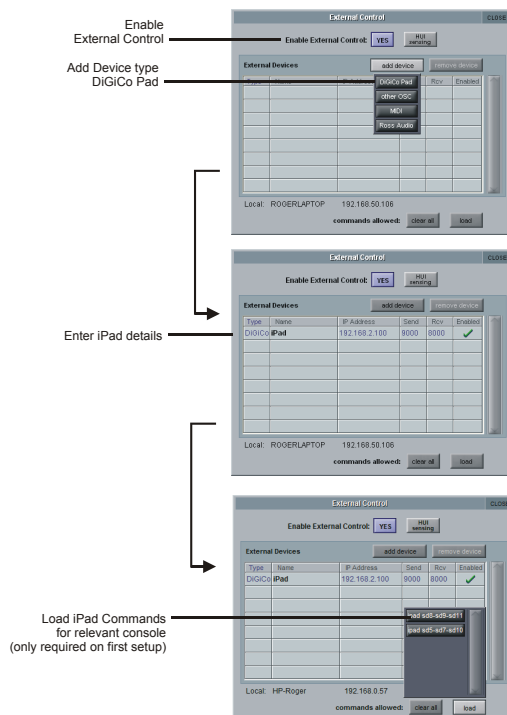 External Control CLOSE
Enable
External Control
Enable External Control: YES HUI sensing
External Devices add device remove device
Add Device type
DiGiCo Pad
Type Name IP Address Rcv Enabled
DiGiCo Pad
other OSC
MIDI
Ross Audio
Local: ROGERLAPTOP 192.168.50.106
commands allowed: clear all load
External Control CLOSE
Enable External Control: YES HUI sensing
External Devices add device remove device
Type Name IP Address Send Rcv Enabled
Enter iPad details
DiGiCo iPad 192.168.2.100 9000 8000
Local: ROGERLAPTOP 192.168.50.106
commands allowed: clear all load
External Control CLOSE
Enable External Control: YES HUI sensing
External Devices add device remove device
Type Name IP Address Send Rcv Enabled
DiGiCo iPad 192.168.2.100 9000 8000
Load iPad Commands
for relevant console
(only required on first setup)
ipad sd8-sd9-sd11
ipad sd5-sd7-sd10
Local: HP-Roger 192.168.0.57
commands allowed: clear all load